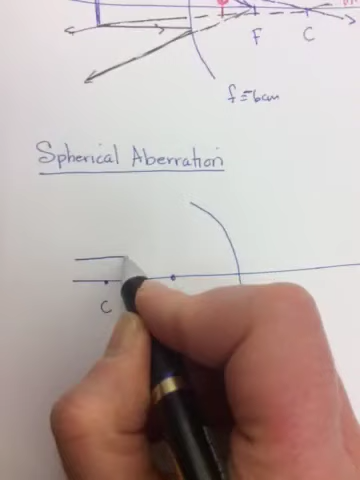 F C
f = 6cm
Spherical Aberration
C